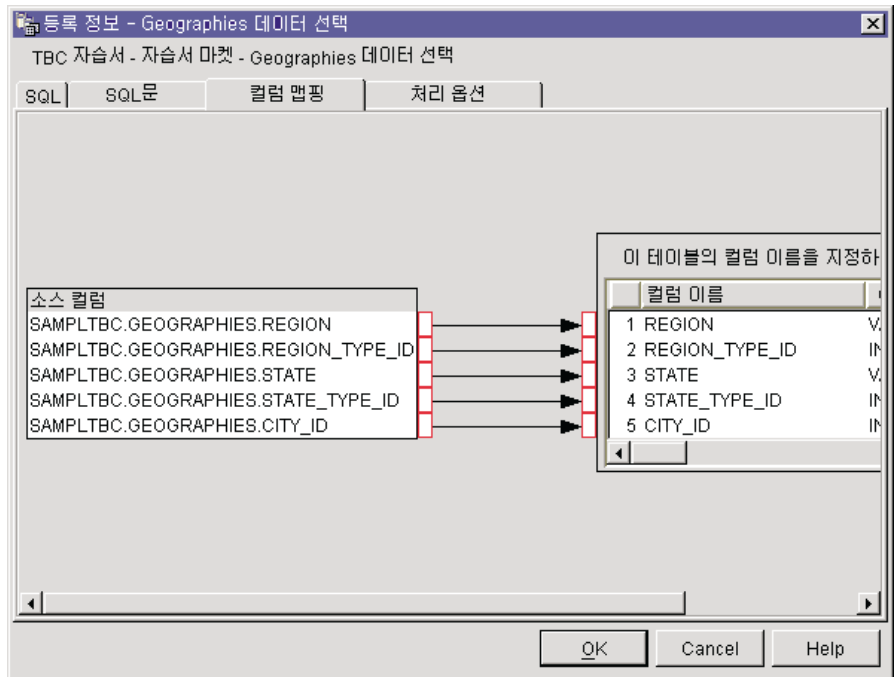 등록 정보 - Geographies 데이터 선택
TBC 자습서 - 자습서 마켓 - Geographies 데이터 선택
SQL SQL문 컬럼 맵핑 처리 옵션
이 테이블의 컬럼 이름을 지정하
소스 컬럼
컬럼 이름
SAMPLTBC.GEOGRAPHIES.REGION
SAMPLTBC.GEOGRAPHIES.REGION_TYPE_ID
SAMPLTBC.GEOGRAPHIES.STATE
SAMPLTBC.GEOGRAPHIES.STATE_TYPE_ID
SAMPLTBC.GEOGRAPHIES.CITY_ID
1 REGION
2 REGION_TYPE_ID
3 STATE
4 STATE_TYPE_ID
5 CITY_ID
OK Cancel Help